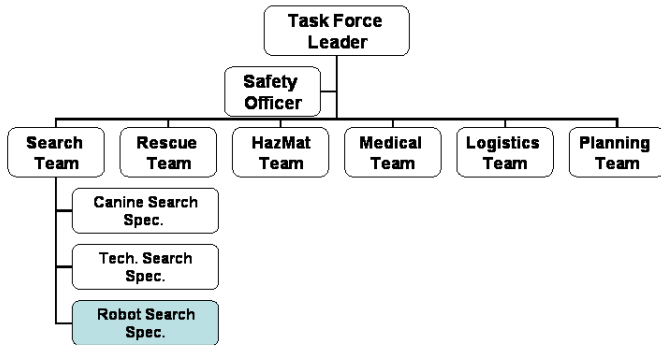 Task Force
Leader
Safety
Officer
Search
Team
Rescue
Team
HazMat
Team
Medical
Team
Logistics
Team
Planning
Team
Canine Search
Spec.
Tech. Search
Spec.
Robot Search
Spec.